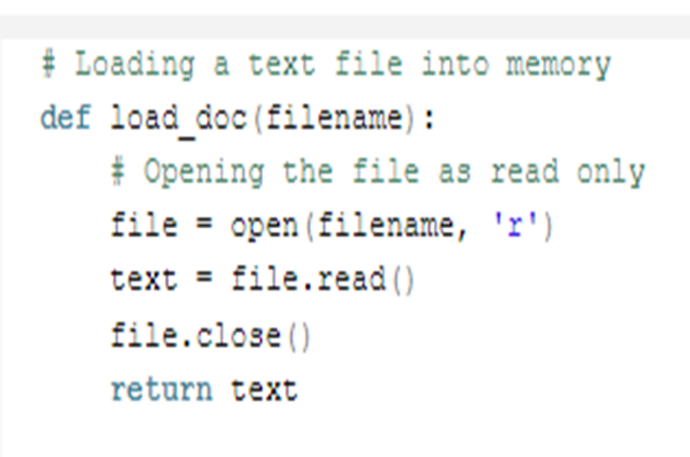 # Loading a text file into memory
def load_doc(filename):
    # Opening the file as read only
    file = open(filename, 'r')
    text = file.read()
    file.close()
    return text